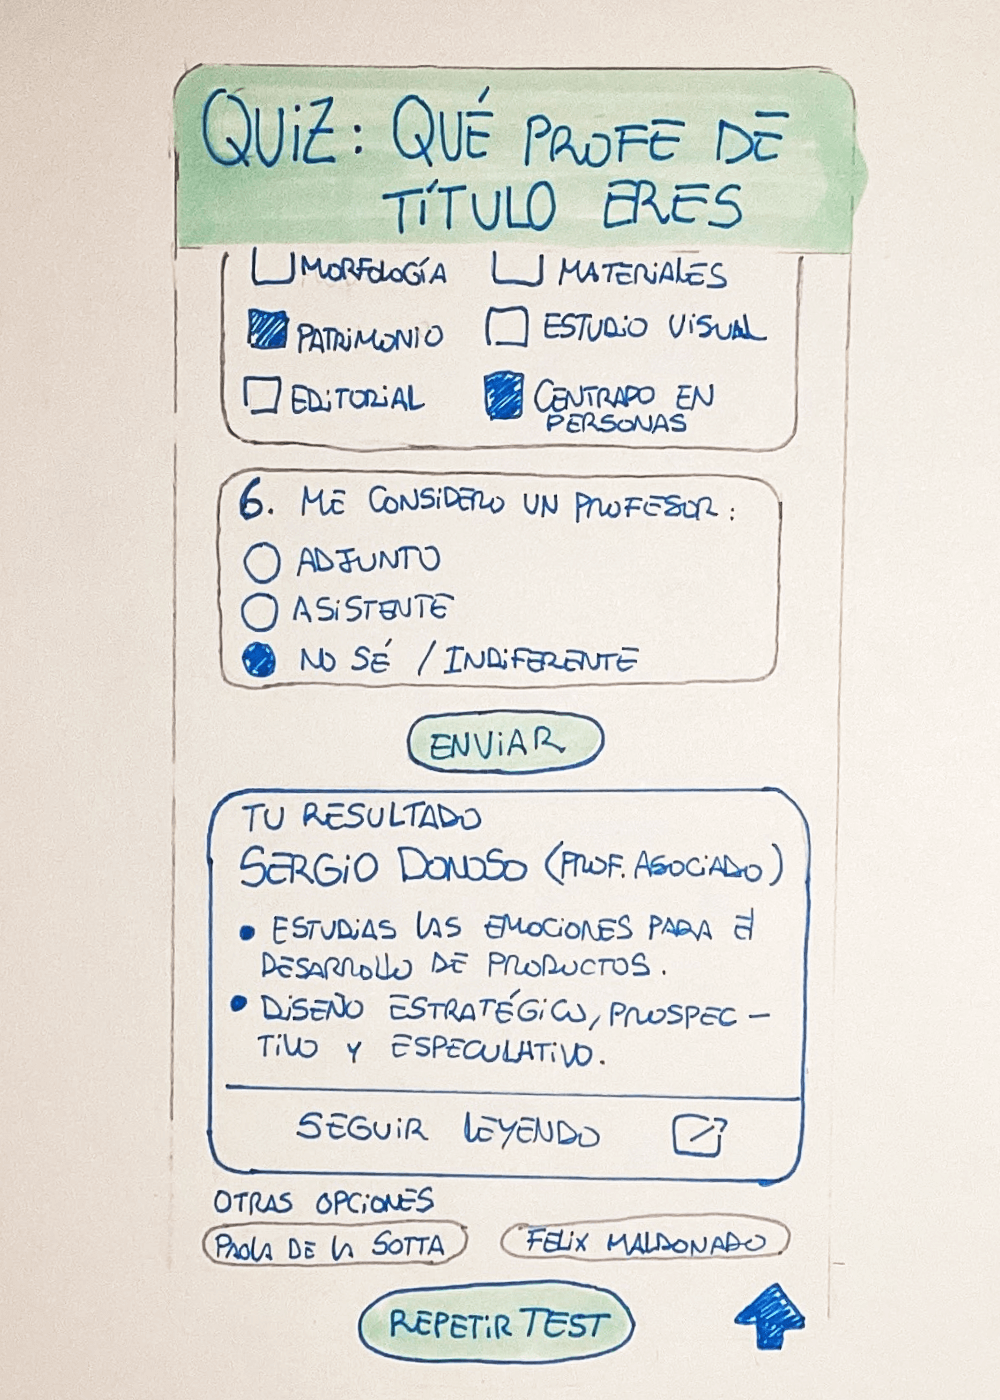 QUIZ: QUÉ PROFE DE
TÍTULO ERES
MORFOLOGÍA
MATERIALES
PATRIMONIO
ESTUDIO VISUAL
EDITORIAL
CENTRADO EN
PERSONAS
6. ME CONSIDERO UN PROFESOR:
ADJUNTO
ASISTENTE
NO SÉ / INDIFERENTE
ENVIAR
TU RESULTADO
SERGIO DONOSO (PROF. ASOCIADO)
• ESTUDIAS LAS EMOCIONES PARA El
DESARROLLO DE PRODUCTOS.
• DISEÑO ESTRATÉGICO, PROSPEC-
TIVO Y ESPECULATIVO.
SEGUIR LEYENDO
OTRAS OPCIONES
PAOLA DE LA SOTTA
FELIX MALDONADO
REPETIR TEST